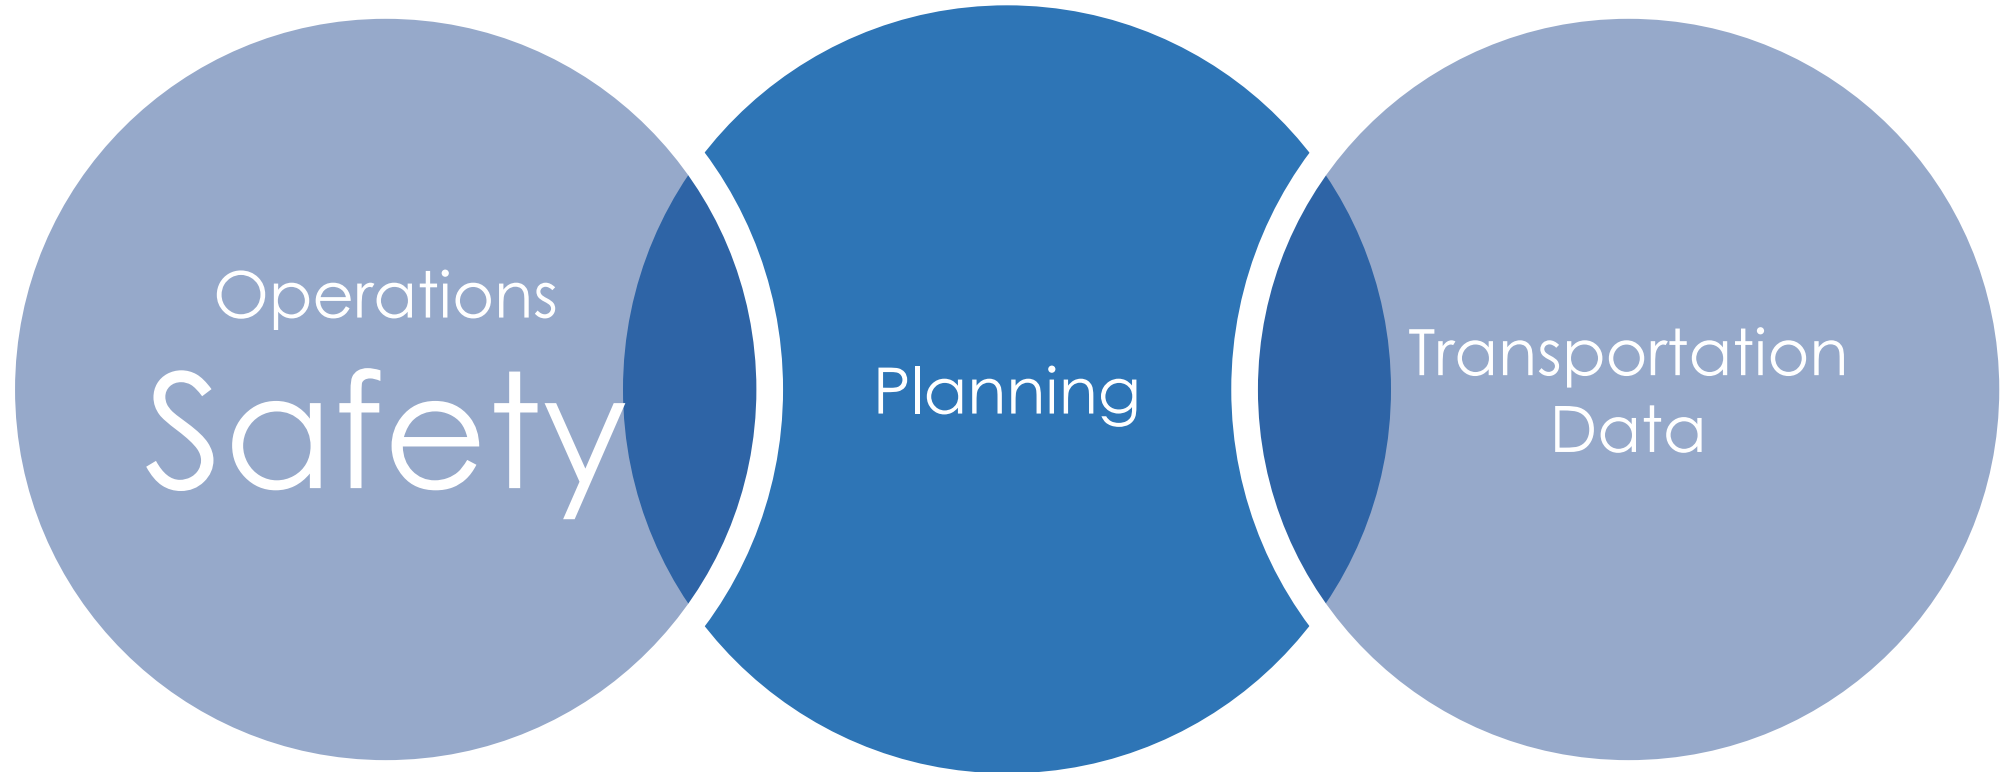 Operations
Safety
Planning
Transportation
Data